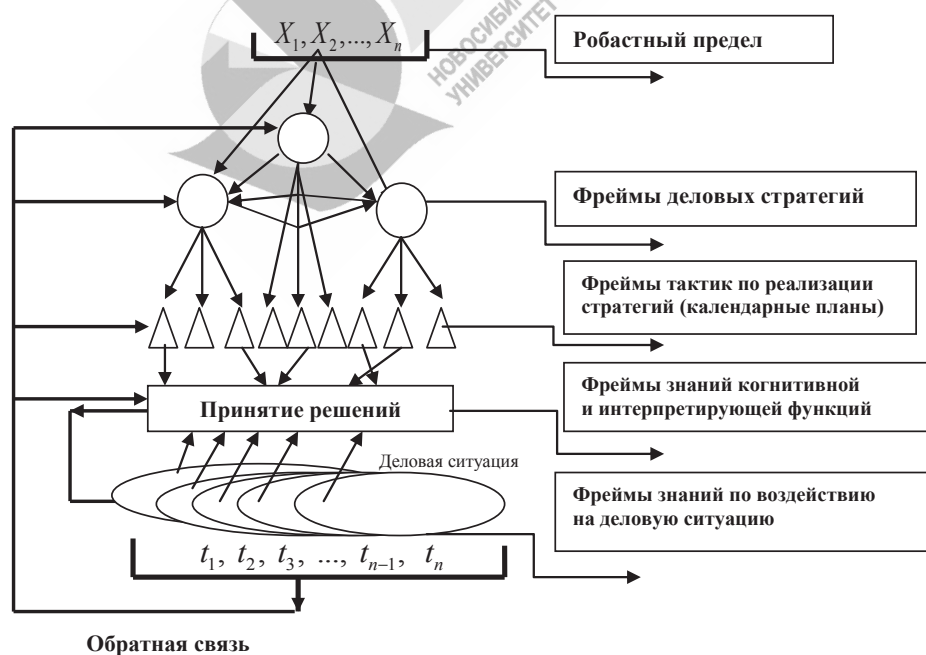 X₁, X₂,..., Xₙ
НОВОСИБИР
УНИВЕРСИТЕТ
Робастный предел
Фреймы деловых стратегий
Фреймы тактик по реализации
стратегий (календарные планы)
Фреймы знаний когнитивной
и интерпретирующей функций
Принятие решений
Деловая ситуация
Фреймы знаний по воздействию
на деловую ситуацию
t₁, t₂, t₃, ..., tₙ₋₁, tₙ
Обратная связь